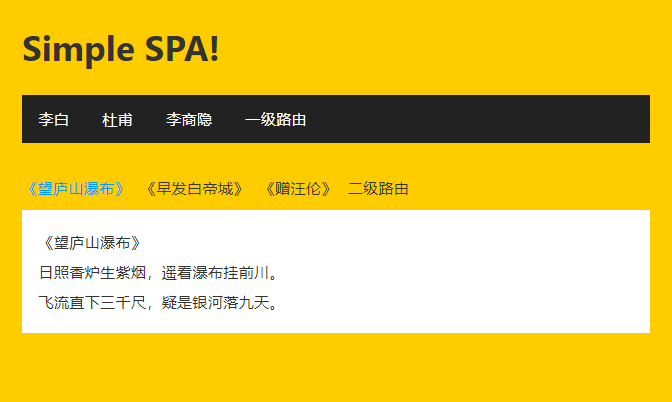 Simple SPA!
李白 杜甫 李商隐 一级路由
《望庐山瀑布》 《早发白帝城》 《赠汪伦》 二级路由
《望庐山瀑布》
日照香炉生紫烟，遥看瀑布挂前川。
飞流直下三千尺，疑是银河落九天。